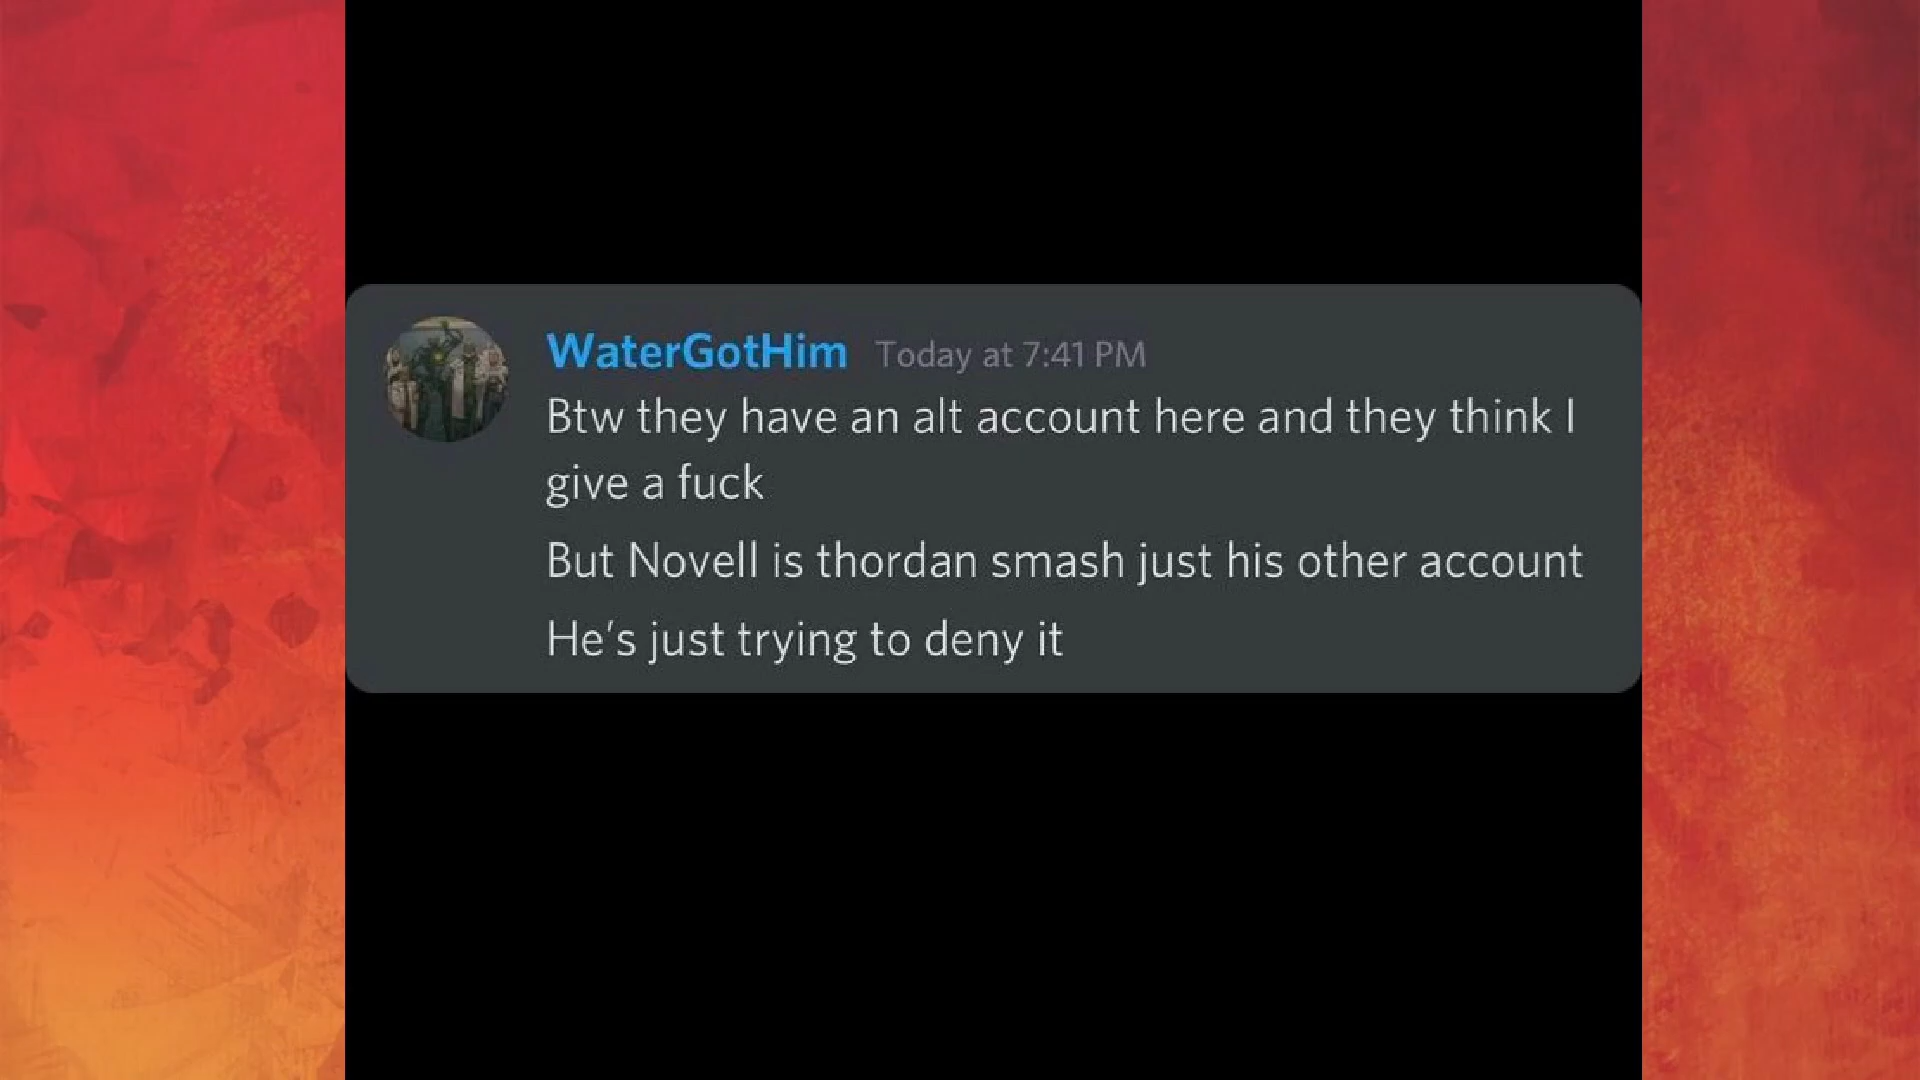 WaterGotHim Today at 7:41 PM
Btw they have an alt account here and they think I
give a fuck
But Novell is thordan smash just his other account
He's just trying to deny it